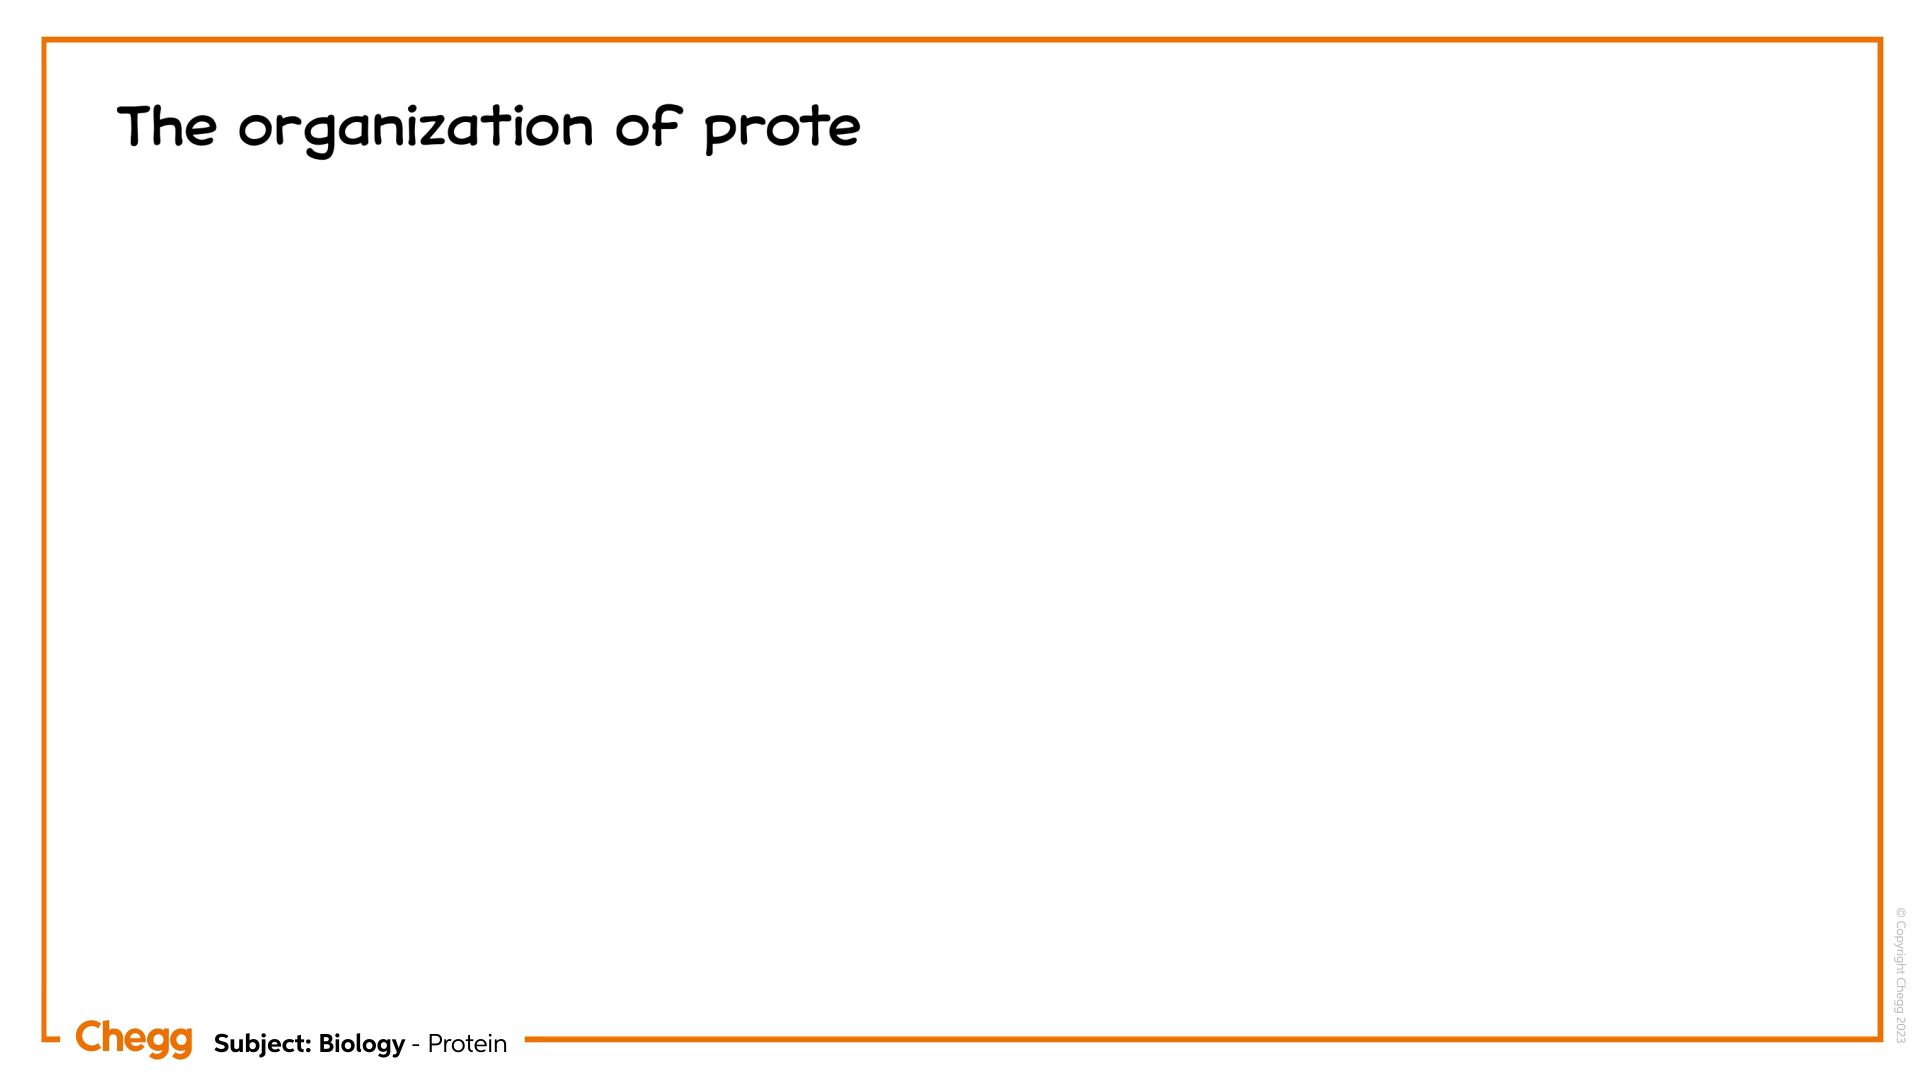 The organization of prote
Chegg Subject: Biology - Protein
© Copyright Chegg 2023